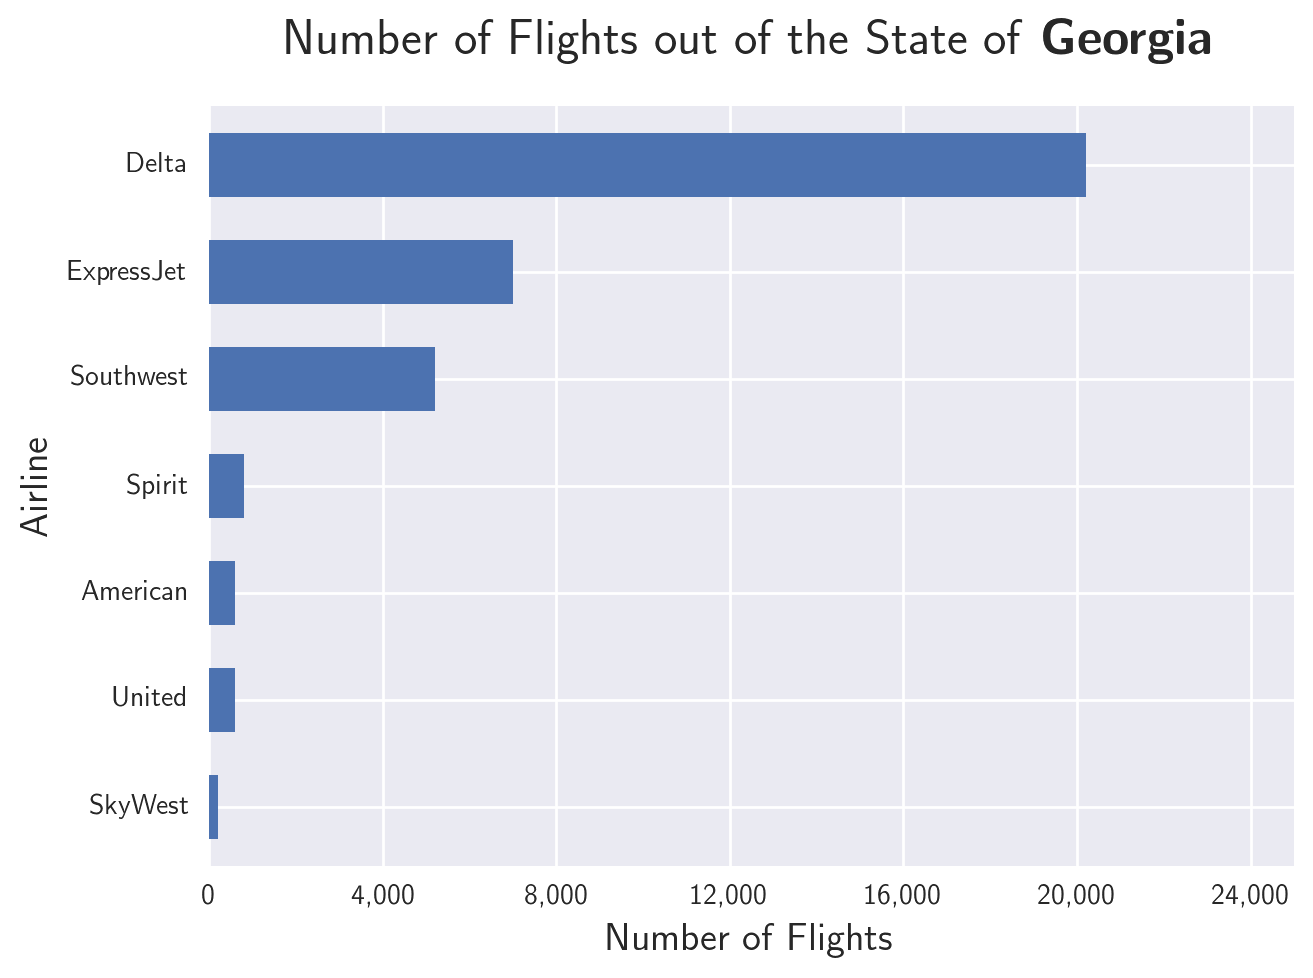 Number of Flights out of the State of Georgia
Delta
ExpressJet
Southwest
Spirit
American
United
SkyWest
Airline
0 4,000 8,000 12,000 16,000 20,000 24,000
Number of Flights